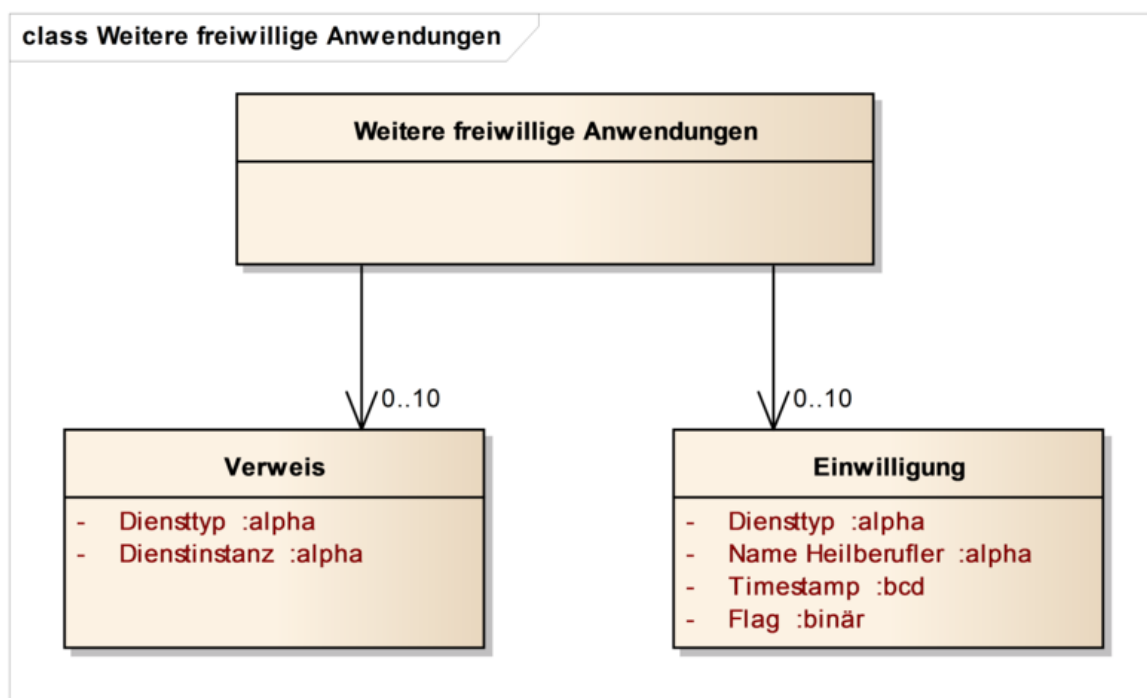 class Weitere freiwillige Anwendungen
Weitere freiwillige Anwendungen
0..10
0..10
Verweis
- Diensttyp :alpha
- Dienstinstanz :alpha
Einwilligung
- Diensttyp :alpha
- Name Heilberufler :alpha
- Timestamp :bcd
- Flag :binär